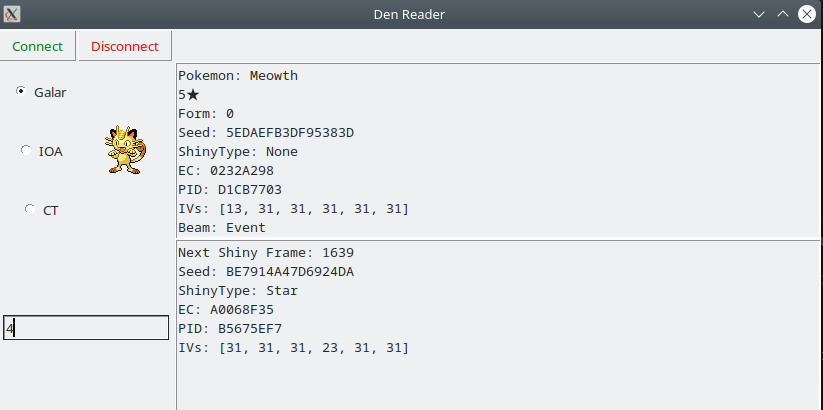 Den Reader
Connect Disconnect
Galar
IOA
CT
4
Pokemon: Meowth
5★
Form: 0
Seed: 5EDAEFB3DF95383D
ShinyType: None
EC: 0232A298
PID: D1CB7703
IVs: [13, 31, 31, 31, 31, 31]
Beam: Event
Next Shiny Frame: 1639
Seed: BE7914A47D6924DA
ShinyType: Star
EC: A0068F35
PID: B5675EF7
IVs: [31, 31, 31, 23, 31, 31]